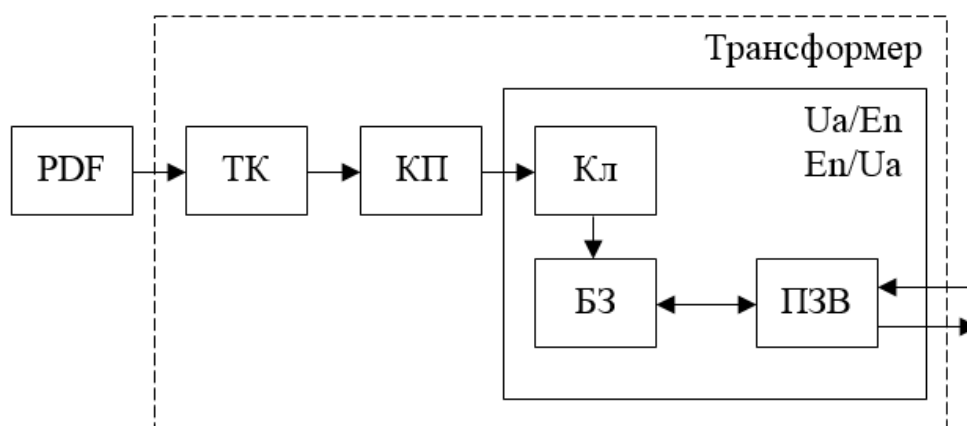 Трансформер
Ua/En
En/Ua
PDF
ТК
КП
Кл
БЗ
ПЗВ